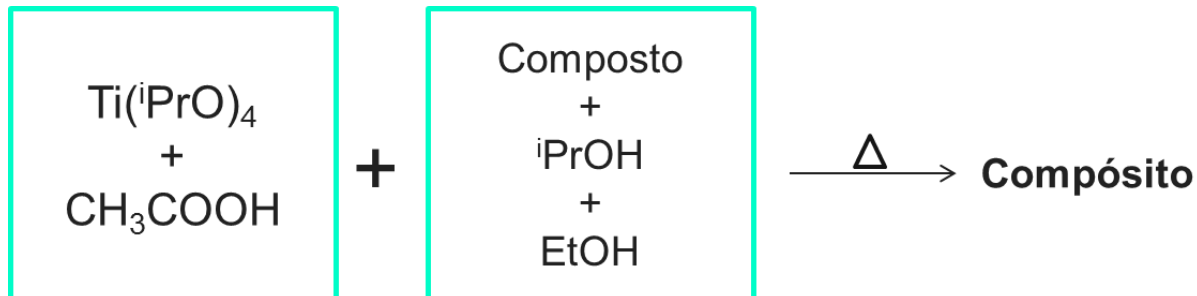 Ti(ⁱPrO)₄
+
CH₃COOH
+
Composto
+
ⁱPrOH
+
EtOH
Δ
Compósito